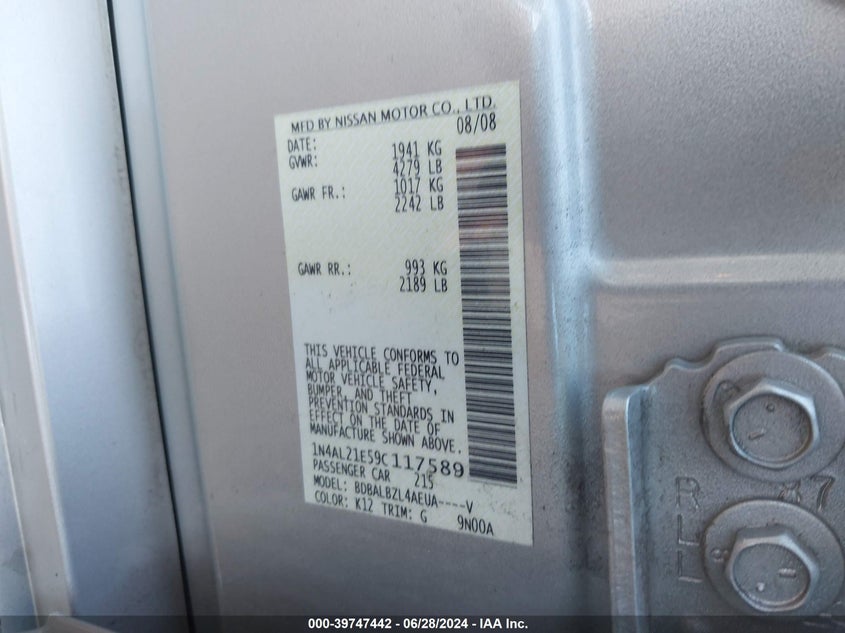 MFD BY NISSAN MOTOR CO., LTD.
DATE: 08/08
GVWR: 1941 KG
4279 LB
GAWR FR.: 1017 KG
2242 LB
GAWR RR.: 993 KG
2189 LB
THIS VEHICLE CONFORMS TO
ALL APPLICABLE FEDERAL
MOTOR VEHICLE SAFETY,
BUMPER, AND THEFT
PREVENTION STANDARDS IN
EFFECT ON THE DATE OF
MANUFACTURE SHOWN ABOVE.
1N4AL21E59C117589
PASSENGER CAR 215
MODEL: BDBALBZL4AEUA----V
COLOR: K12 TRIM: G 9N00A
000-39747442 - 06/28/2024 - IAA Inc.